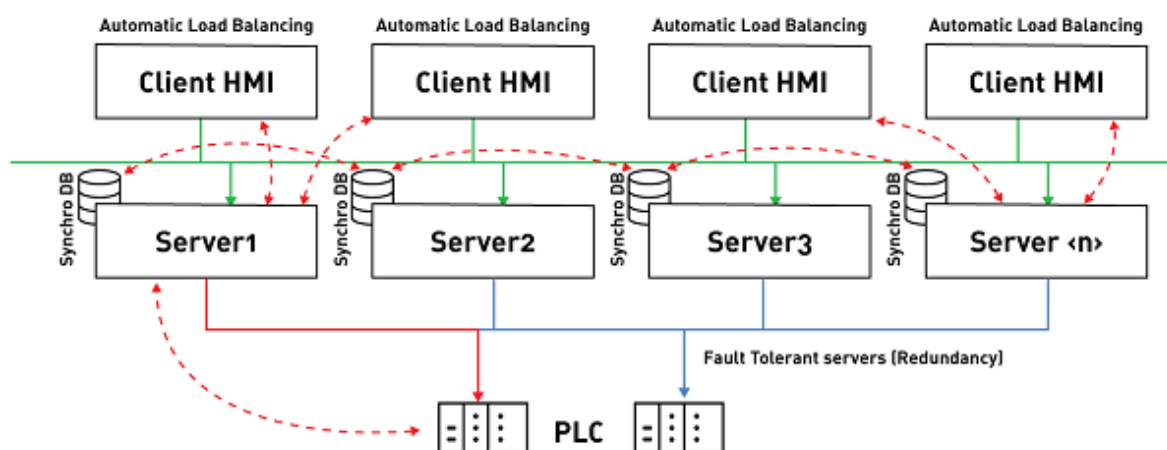 Automatic Load Balancing
Automatic Load Balancing
Automatic Load Balancing
Automatic Load Balancing
Client HMI
Client HMI
Client HMI
Client HMI
Synchro DB
Synchro DB
Synchro DB
Synchro DB
Server1
Server2
Server3
Server ‹n›
Fault Tolerant servers (Redundancy)
PLC